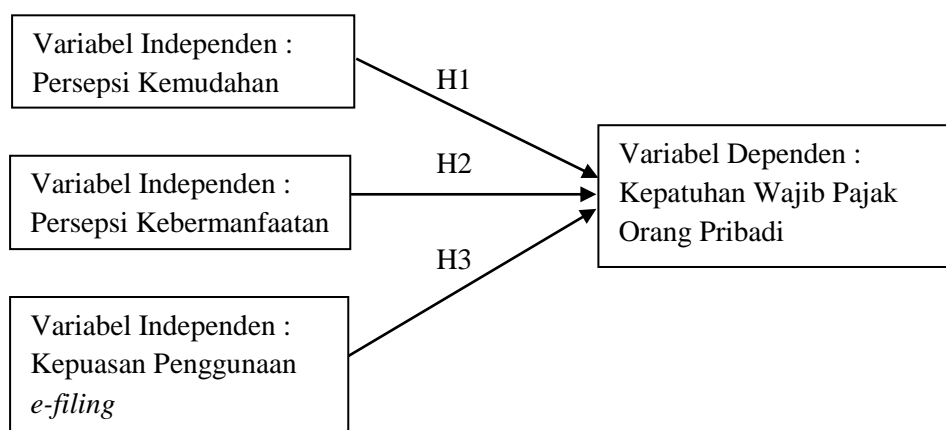 Variabel Independen :
Persepsi Kemudahan
H1
Variabel Independen :
Persepsi Kebermanfaatan
H2
Variabel Dependen :
Kepatuhan Wajib Pajak
Orang Pribadi
H3
Variabel Independen :
Kepuasan Penggunaan
e-filing